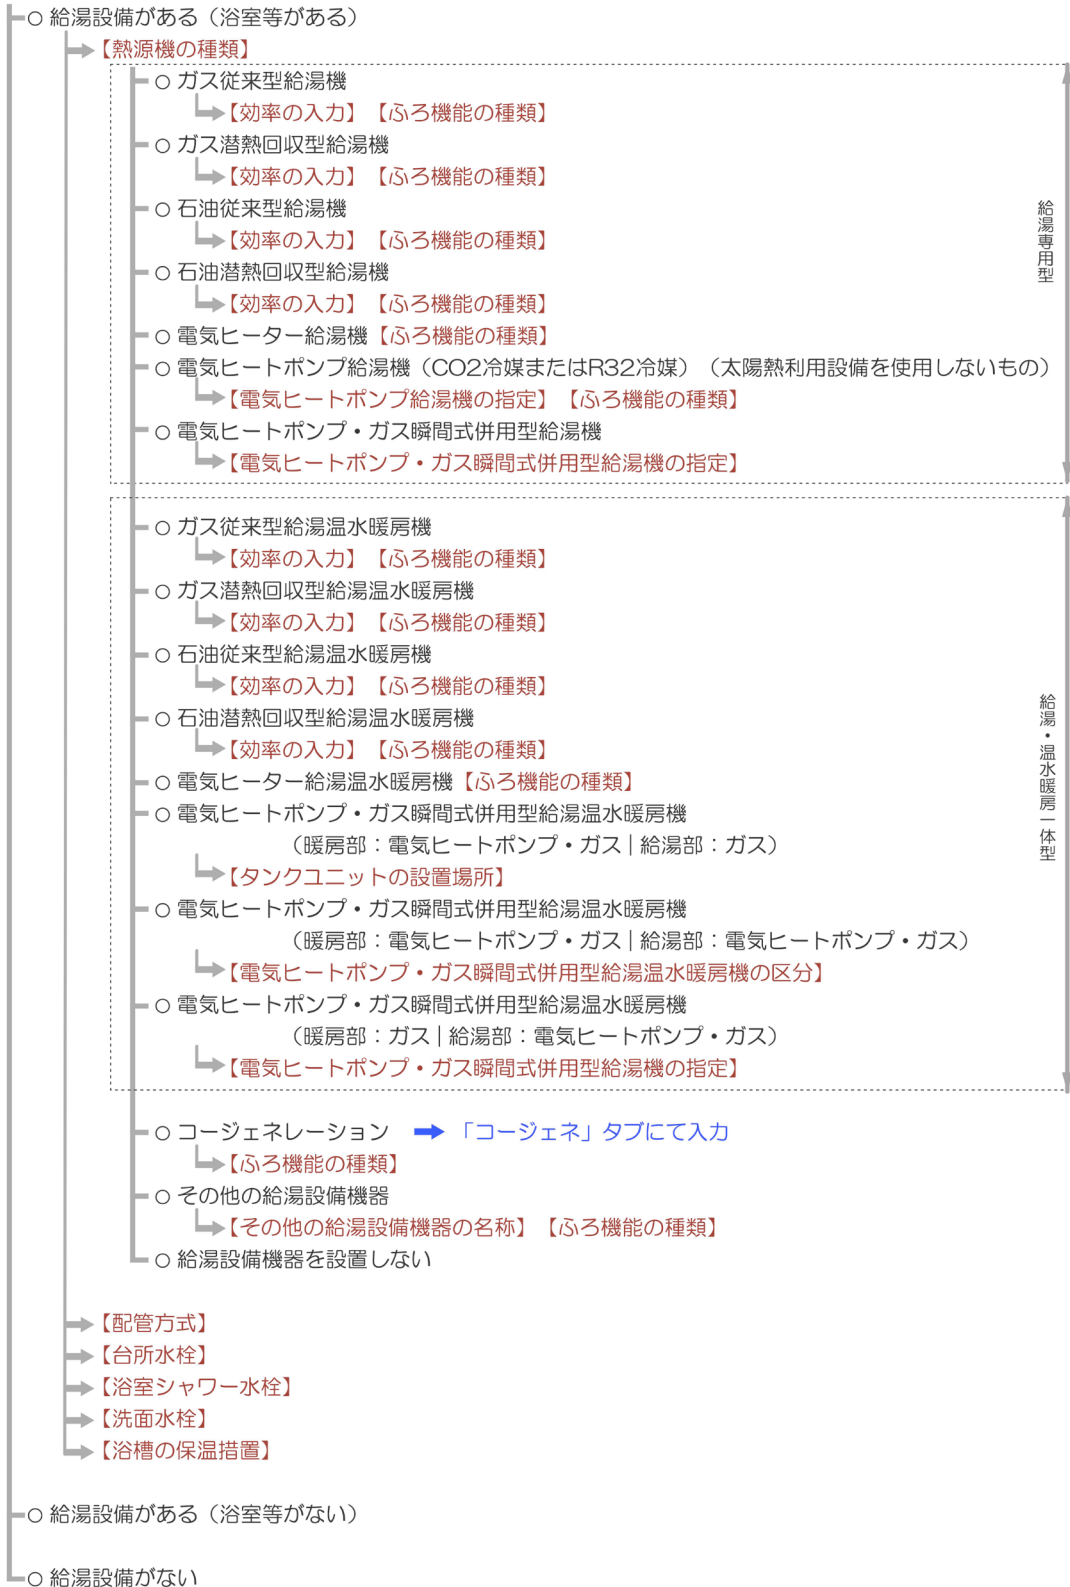 ○ 給湯設備がある（浴室等がある）
【熱源機の種類】
○ ガス従来型給湯機
【効率の入力】【ふろ機能の種類】
○ ガス潜熱回収型給湯機
【効率の入力】【ふろ機能の種類】
○ 石油従来型給湯機
【効率の入力】【ふろ機能の種類】
○ 石油潜熱回収型給湯機
【効率の入力】【ふろ機能の種類】
○ 電気ヒーター給湯機【ふろ機能の種類】
○ 電気ヒートポンプ給湯機（CO2冷媒またはR32冷媒）（太陽熱利用設備を使用しないもの）
【電気ヒートポンプ給湯機の指定】【ふろ機能の種類】
○ 電気ヒートポンプ・ガス瞬間式併用型給湯機
【電気ヒートポンプ・ガス瞬間式併用型給湯機の指定】
給湯専用型
○ ガス従来型給湯温水暖房機
【効率の入力】【ふろ機能の種類】
○ ガス潜熱回収型給湯温水暖房機
【効率の入力】【ふろ機能の種類】
○ 石油従来型給湯温水暖房機
【効率の入力】【ふろ機能の種類】
○ 石油潜熱回収型給湯温水暖房機
【効率の入力】【ふろ機能の種類】
○ 電気ヒーター給湯温水暖房機【ふろ機能の種類】
○ 電気ヒートポンプ・ガス瞬間式併用型給湯温水暖房機
（暖房部：電気ヒートポンプ・ガス｜給湯部：ガス）
【タンクユニットの設置場所】
○ 電気ヒートポンプ・ガス瞬間式併用型給湯温水暖房機
（暖房部：電気ヒートポンプ・ガス｜給湯部：電気ヒートポンプ・ガス）
【電気ヒートポンプ・ガス瞬間式併用型給湯温水暖房機の区分】
○ 電気ヒートポンプ・ガス瞬間式併用型給湯温水暖房機
（暖房部：ガス｜給湯部：電気ヒートポンプ・ガス）
【電気ヒートポンプ・ガス瞬間式併用型給湯機の指定】
給湯・温水暖房一体型
○ コージェネレーション ➡ 「コージェネ」タブにて入力
【ふろ機能の種類】
○ その他の給湯設備機器
【その他の給湯設備機器の名称】【ふろ機能の種類】
○ 給湯設備機器を設置しない
【配管方式】
【台所水栓】
【浴室シャワー水栓】
【洗面水栓】
【浴槽の保温措置】
○ 給湯設備がある（浴室等がない）
○ 給湯設備がない